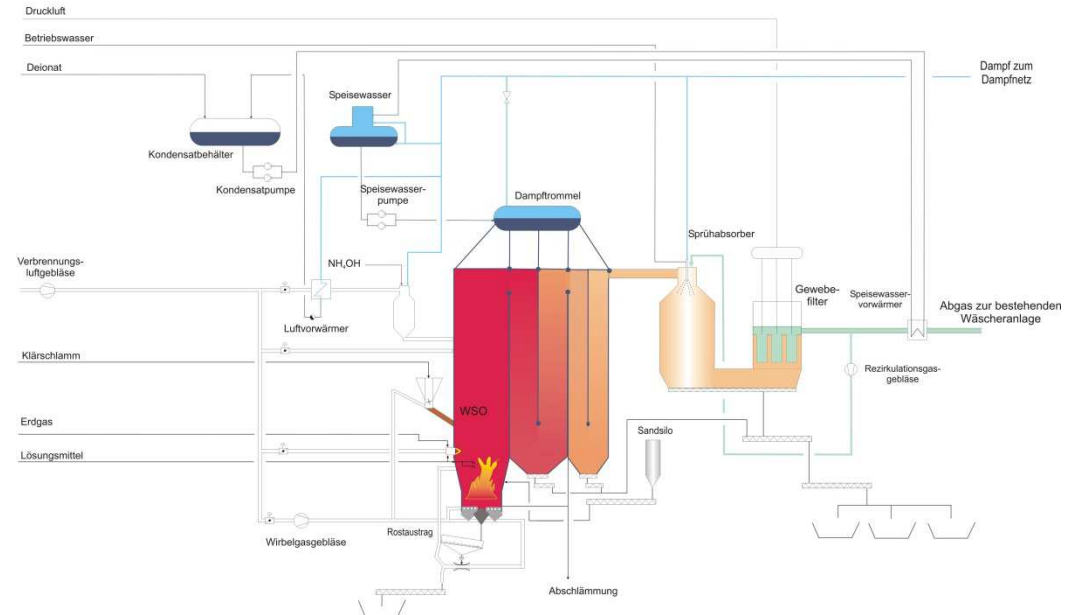 Druckluft
Betriebswasser
Deionat
Dampf zum
Dampfnetz
Speisewasser
Kondensatbehälter
Kondensatpumpe
Speisewasser-
pumpe
Dampftrommel
Sprühabsorber
Verbrennungs-
luftgebläse
NH₄OH
Gewebe-
filter
Speisewasser-
vorwärmer
Abgas zur bestehenden
Wäscheranlage
Luftvorwärmer
Klärschlamm
Rezirkulationsgas-
gebläse
WSO
Erdgas
Sandsilo
Lösungsmittel
Rostaustrag
Wirbelgasgebläse
Abschlämmung